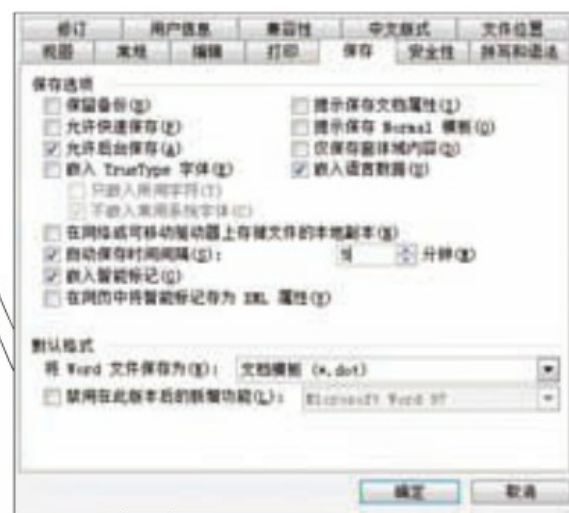 修订 用户信息 兼容性 中文版式 文件位置
视图 常规 编辑 打印 保存 安全性 拼写和语法
保存选项
保留备份(B) 提示保存文档属性(I)
允许快速保存(F) 提示保存 Normal 模板(O)
允许后台保存(A) 仅保存窗体域内容(D)
嵌入 TrueType 字体(E) 嵌入语言数据(U)
只嵌入所用字符(T)
不嵌入常用系统字体(C)
在网络或可移动驱动器上存储文件的本地副本(K)
自动保存时间间隔(S): 5 分钟(M)
嵌入智能标记(G)
在网页中将智能标记存为 XML 属性(Y)
默认格式
将 Word 文件保存为(W): 文档模板 (*.dot)
禁用在此版本后的新增功能(L): Microsoft Word 97
确定 取消